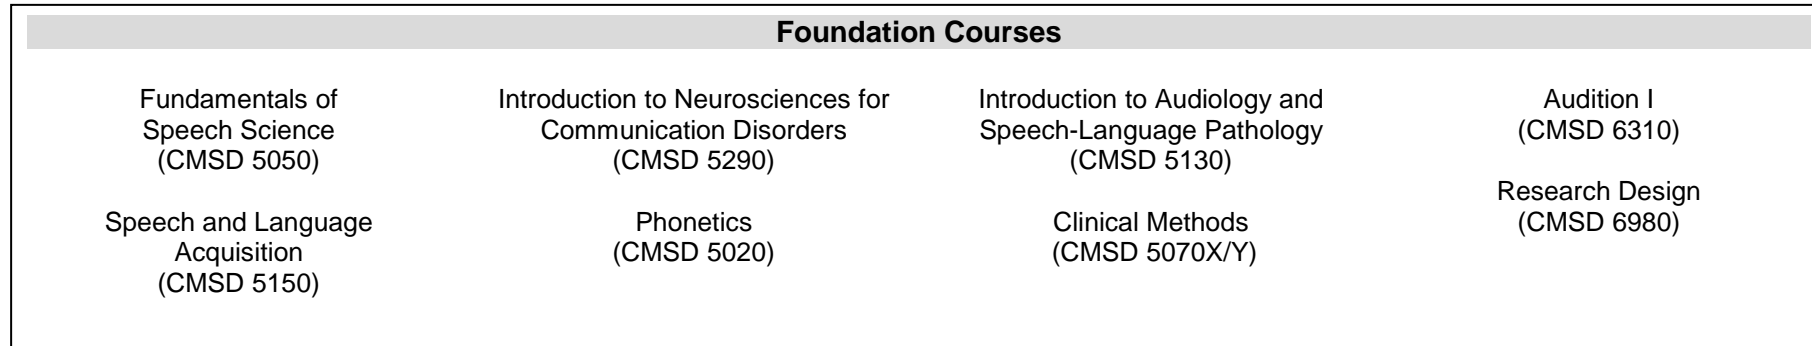 Foundation Courses
Fundamentals of
Speech Science
(CMSD 5050)
Introduction to Neurosciences for
Communication Disorders
(CMSD 5290)
Introduction to Audiology and
Speech-Language Pathology
(CMSD 5130)
Audition I
(CMSD 6310)
Speech and Language
Acquisition
(CMSD 5150)
Phonetics
(CMSD 5020)
Clinical Methods
(CMSD 5070X/Y)
Research Design
(CMSD 6980)